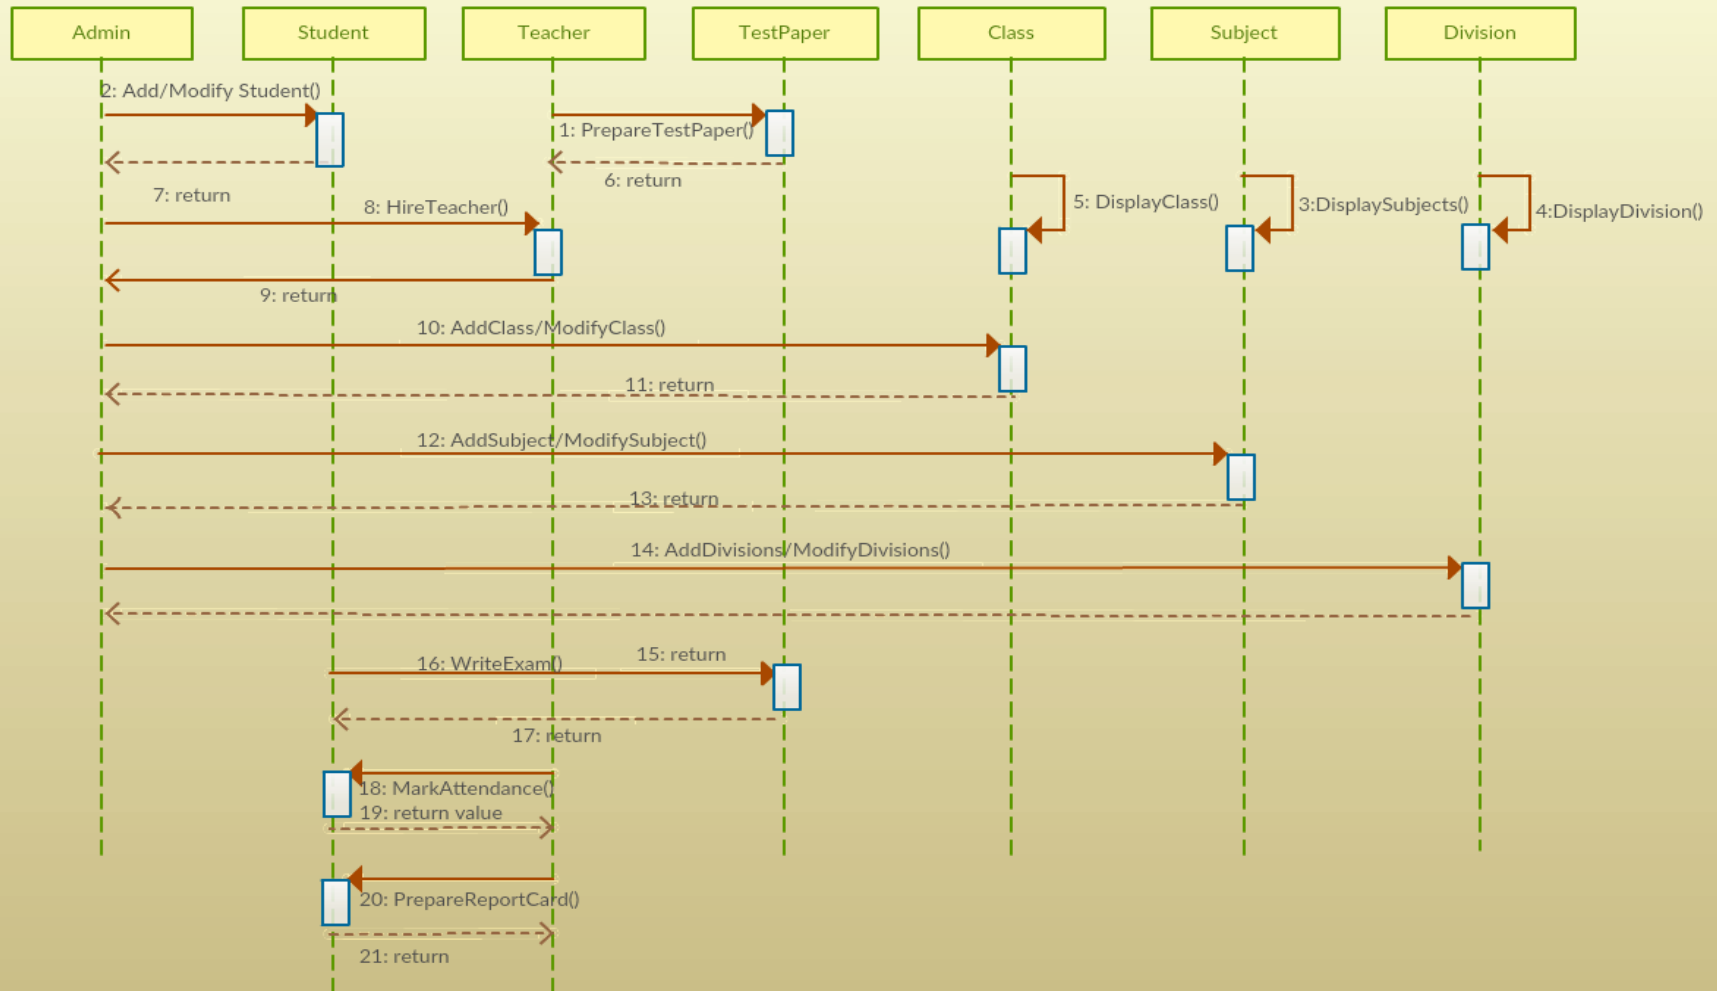 Admin
Student
Teacher
TestPaper
Class
Subject
Division
2: Add/Modify Student()
1: PrepareTestPaper()
7: return
6: return
5: DisplayClass()
3:DisplaySubjects()
4:DisplayDivision()
8: HireTeacher()
9: return
10: AddClass/ModifyClass()
11: return
12: AddSubject/ModifySubject()
13: return
14: AddDivisions/ModifyDivisions()
16: WriteExam()
15: return
17: return
18: MarkAttendance()
19: return value
20: PrepareReportCard()
21: return